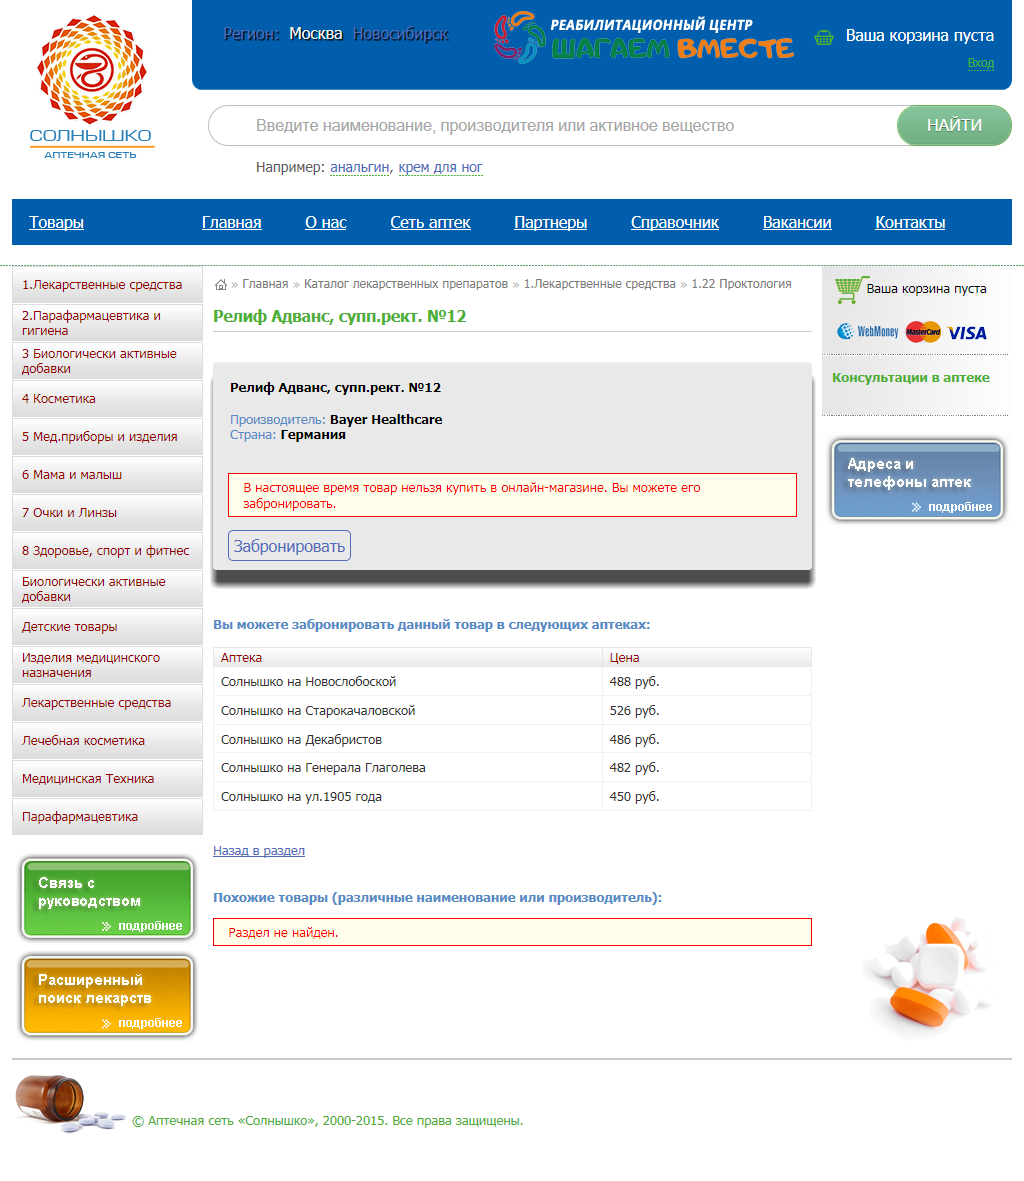 СОЛНЫШКО
АПТЕЧНАЯ СЕТЬ
Регион: Москва Новосибирск
РЕАБИЛИТАЦИОННЫЙ ЦЕНТР
ШАГАЕМ ВМЕСТЕ
Ваша корзина пуста
Вход
Введите наименование, производителя или активное вещество
НАЙТИ
Например: анальгин, крем для ног
Товары Главная О нас Сеть аптек Партнеры Справочник Вакансии Контакты
1.Лекарственные средства
2.Парафармацевтика и
гигиена
3 Биологически активные
добавки
4 Косметика
5 Мед.приборы и изделия
6 Мама и малыш
7 Очки и Линзы
8 Здоровье, спорт и фитнес
Биологически активные
добавки
Детские товары
Изделия медицинского
назначения
Лекарственные средства
Лечебная косметика
Медицинская Техника
Парафармацевтика
Связь с
руководством
» подробнее
Расширенный
поиск лекарств
» подробнее
» Главная » Каталог лекарственных препаратов » 1.Лекарственные средства » 1.22 Проктология
Релиф Адванс, супп.рект. №12
Релиф Адванс, супп.рект. №12
Производитель: Bayer Healthcare
Страна: Германия
В настоящее время товар нельзя купить в онлайн-магазине. Вы можете его
забронировать.
Забронировать
Вы можете забронировать данный товар в следующих аптеках:
Аптека Цена
Солнышко на Новослобоской 488 руб.
Солнышко на Старокачаловской 526 руб.
Солнышко на Декабристов 486 руб.
Солнышко на Генерала Глаголева 482 руб.
Солнышко на ул.1905 года 450 руб.
Назад в раздел
Похожие товары (различные наименование или производитель):
Раздел не найден.
Ваша корзина пуста
WebMoney MasterCard VISA
Консультации в аптеке
Адреса и
телефоны аптек
» подробнее
© Аптечная сеть «Солнышко», 2000-2015. Все права защищены.